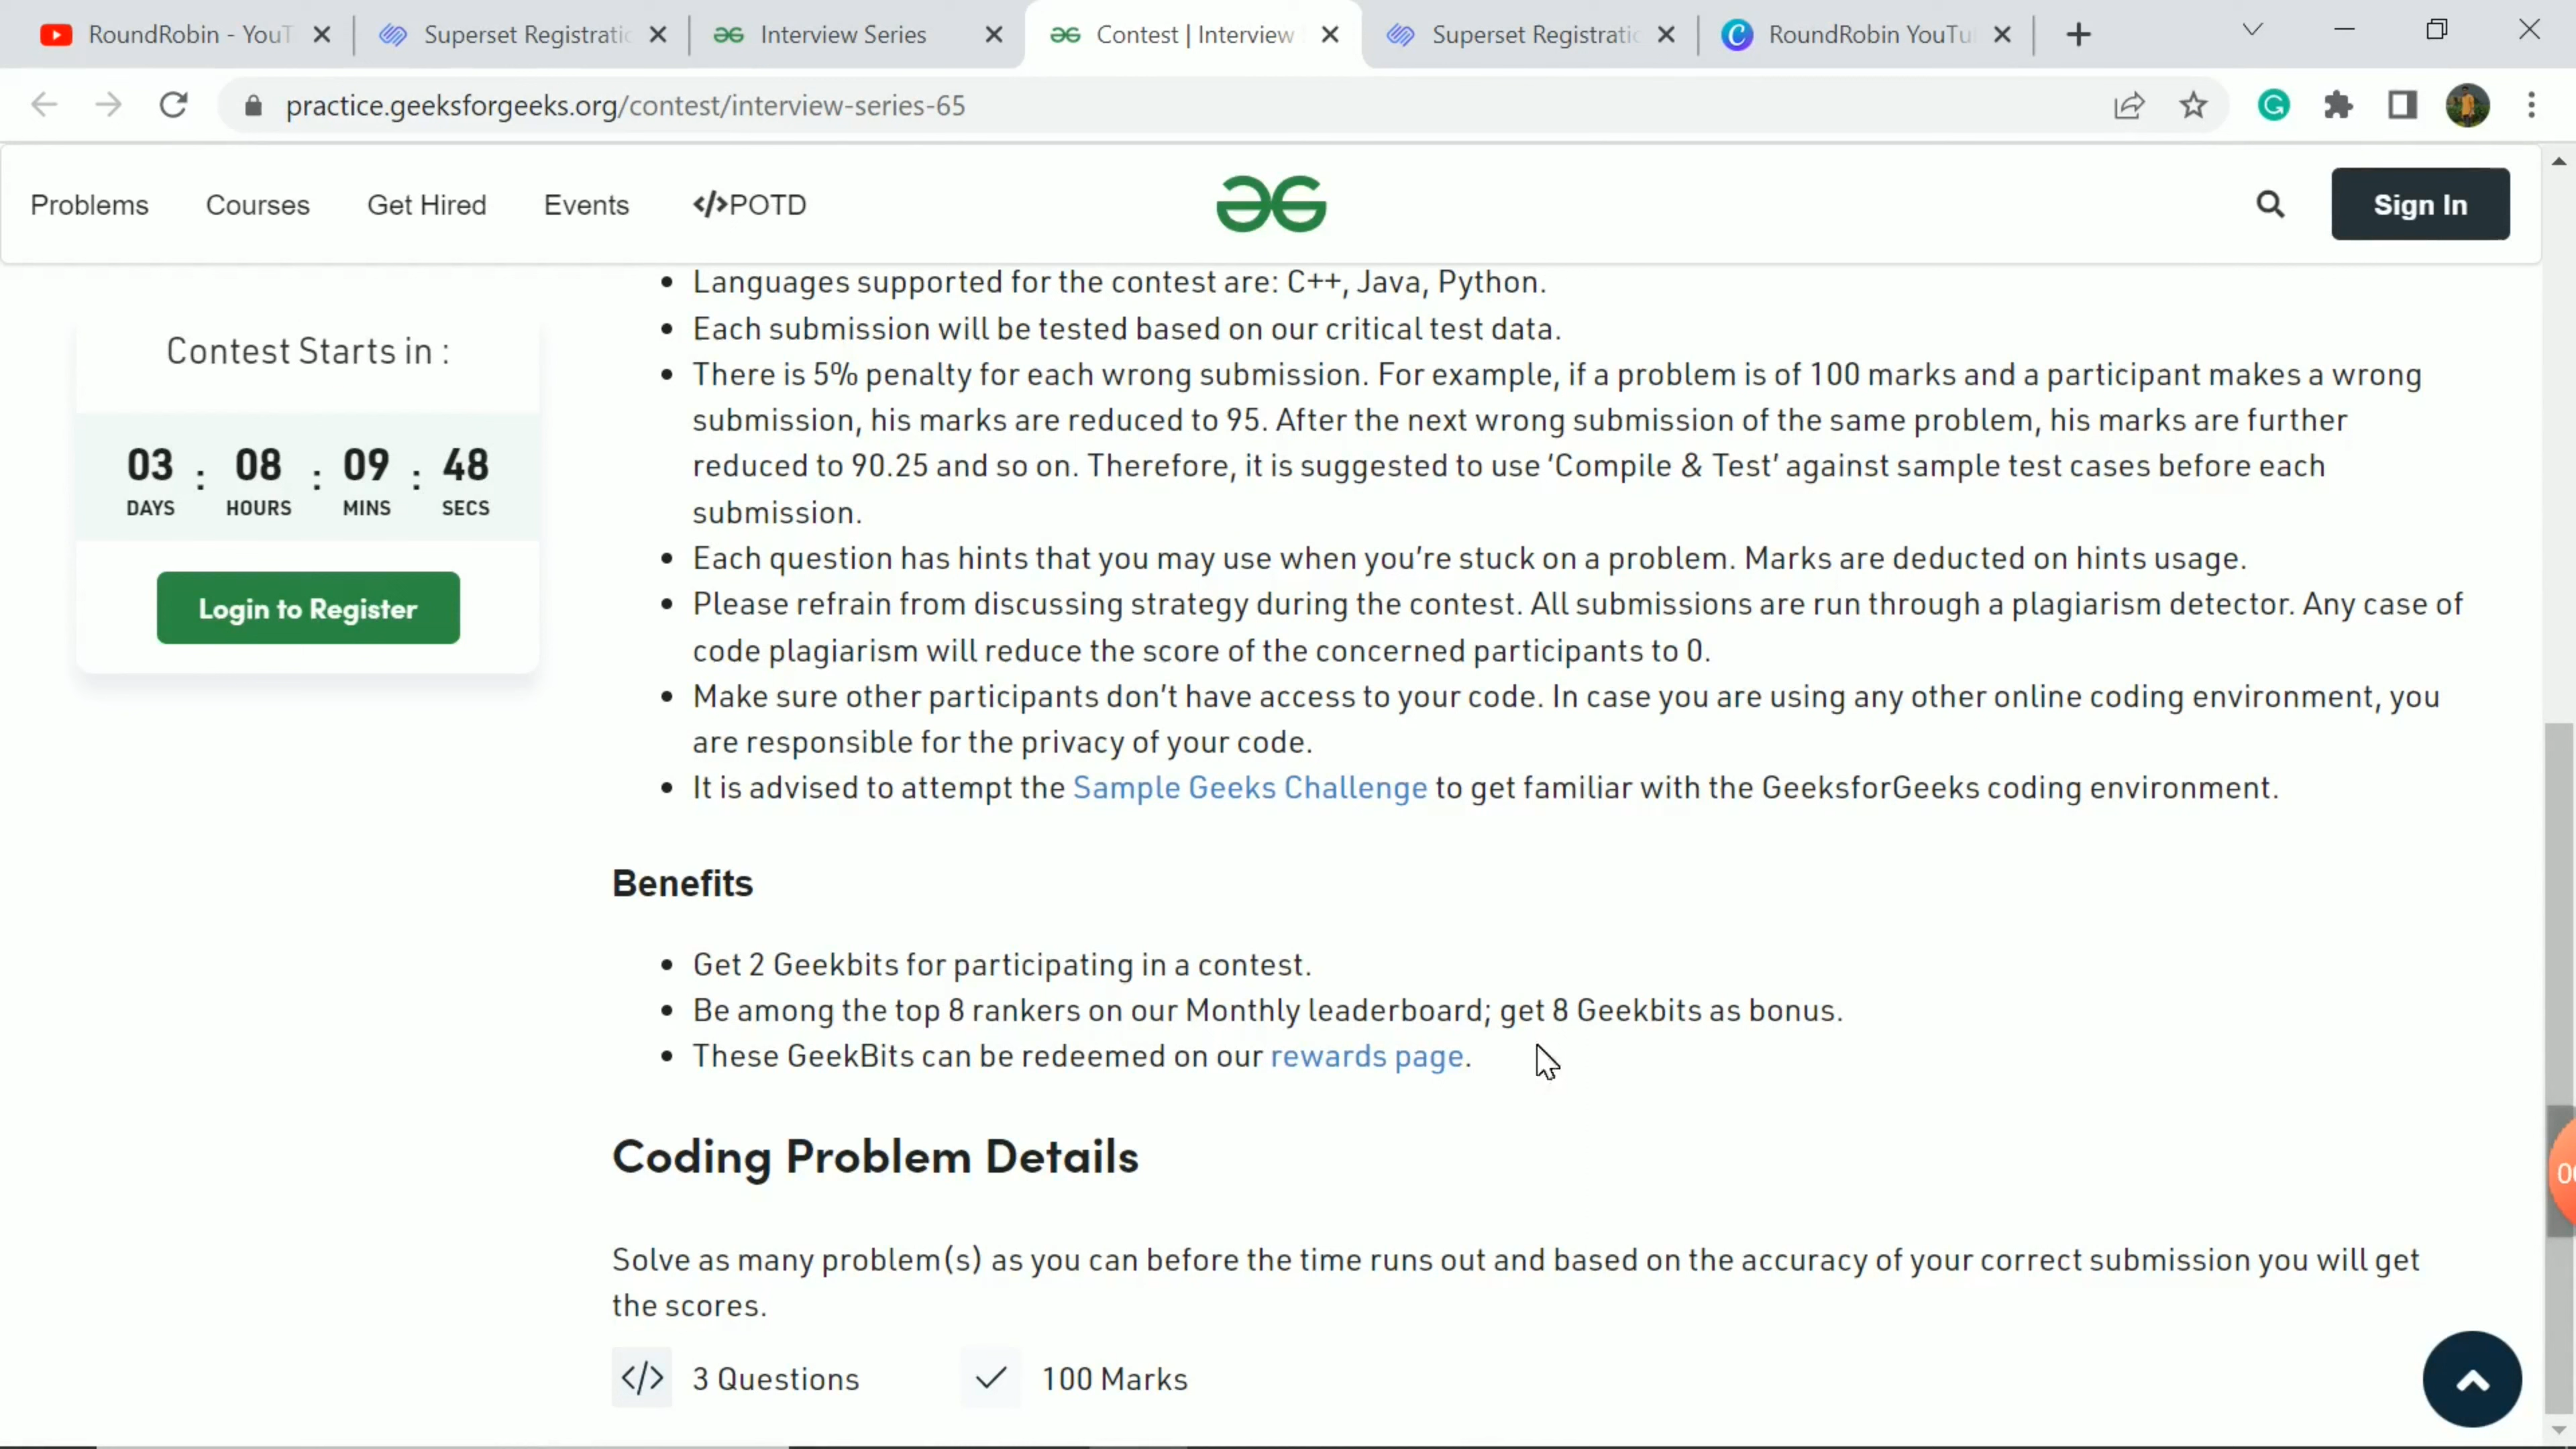 RoundRobin - YouT
Superset Registratic
Interview Series
Contest | Interview
Superset Registratic
RoundRobin YouTu
practice.geeksforgeeks.org/contest/interview-series-65
Problems
Courses
Get Hired
Events
</>POTD
Sign In
Contest Starts in :
03 : 08 : 09 : 48
DAYS HOURS MINS SECS
Login to Register
Languages supported for the contest are: C++, Java, Python.
Each submission will be tested based on our critical test data.
There is 5% penalty for each wrong submission. For example, if a problem is of 100 marks and a participant makes a wrong
submission, his marks are reduced to 95. After the next wrong submission of the same problem, his marks are further
reduced to 90.25 and so on. Therefore, it is suggested to use ‘Compile & Test’ against sample test cases before each
submission.
Each question has hints that you may use when you’re stuck on a problem. Marks are deducted on hints usage.
Please refrain from discussing strategy during the contest. All submissions are run through a plagiarism detector. Any case of
code plagiarism will reduce the score of the concerned participants to 0.
Make sure other participants don’t have access to your code. In case you are using any other online coding environment, you
are responsible for the privacy of your code.
It is advised to attempt the Sample Geeks Challenge to get familiar with the GeeksforGeeks coding environment.
Benefits
Get 2 Geekbits for participating in a contest.
Be among the top 8 rankers on our Monthly leaderboard; get 8 Geekbits as bonus.
These GeekBits can be redeemed on our rewards page.
Coding Problem Details
Solve as many problem(s) as you can before the time runs out and based on the accuracy of your correct submission you will get
the scores.
</> 3 Questions
100 Marks